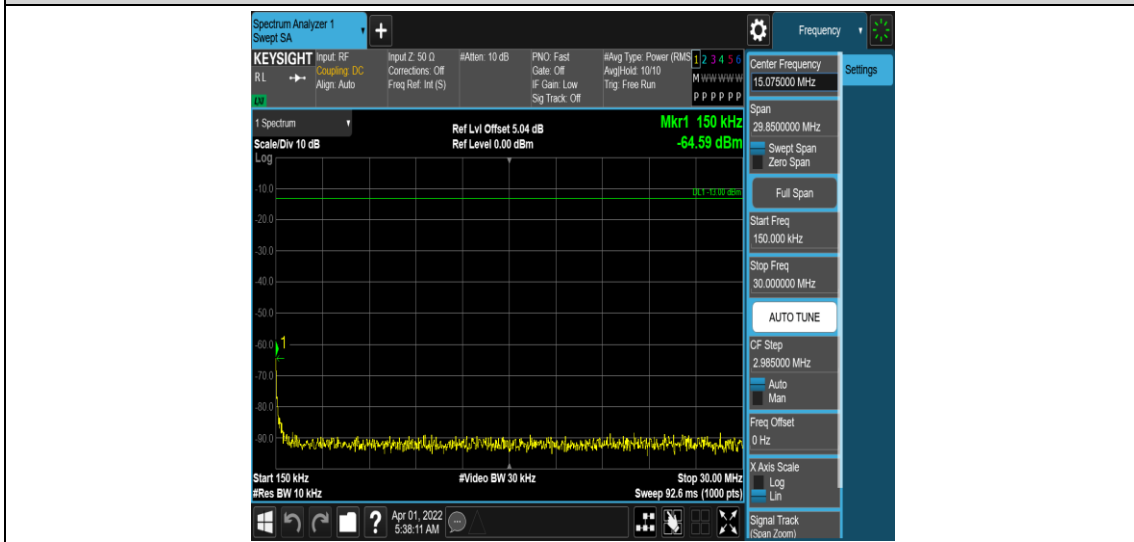 Spectrum Analyzer 1
Swept SA
+
Frequency
KEYSIGHT
RL
LXI
Input: RF
Coupling: DC
Align: Auto
Input Z: 50 Ω
Corrections: Off
Freq Ref: Int (S)
#Atten: 10 dB
PNO: Fast
Gate: Off
IF Gain: Low
Sig Track: Off
#Avg Type: Power (RMS
Avg|Hold: 10/10
Trig: Free Run
1 2 3 4 5 6
M W W W W W
P P P P P P
1 Spectrum
Scale/Div 10 dB
Ref Lvl Offset 5.04 dB
Ref Level 0.00 dBm
Mkr1 150 kHz
-64.59 dBm
Log
DL1 -13.00 dBm
-10.0
-20.0
-30.0
-40.0
-50.0
-60.0
1
-70.0
-80.0
-90.0
Start 150 kHz
#Video BW 30 kHz
Stop 30.00 MHz
#Res BW 10 kHz
Sweep 92.6 ms (1000 pts)
?
Apr 01, 2022
5:38:11 AM
Center Frequency
15.075000 MHz
Settings
Span
29.8500000 MHz
Swept Span
Zero Span
Full Span
Start Freq
150.000 kHz
Stop Freq
30.000000 MHz
AUTO TUNE
CF Step
2.985000 MHz
Auto
Man
Freq Offset
0 Hz
X Axis Scale
Log
Lin
Signal Track
(Span Zoom)